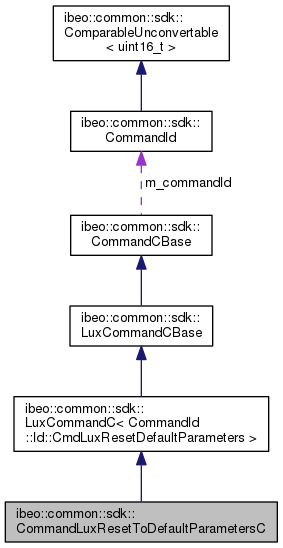 ibeo::common::sdk::
ComparableUnconvertable
< uint16_t >
ibeo::common::sdk::
CommandId
m_commandId
ibeo::common::sdk::
CommandCBase
ibeo::common::sdk::
LuxCommandCBase
ibeo::common::sdk::
LuxCommandC< CommandId
::Id::CmdLuxResetDefaultParameters >
ibeo::common::sdk::
CommandLuxResetToDefaultParametersC